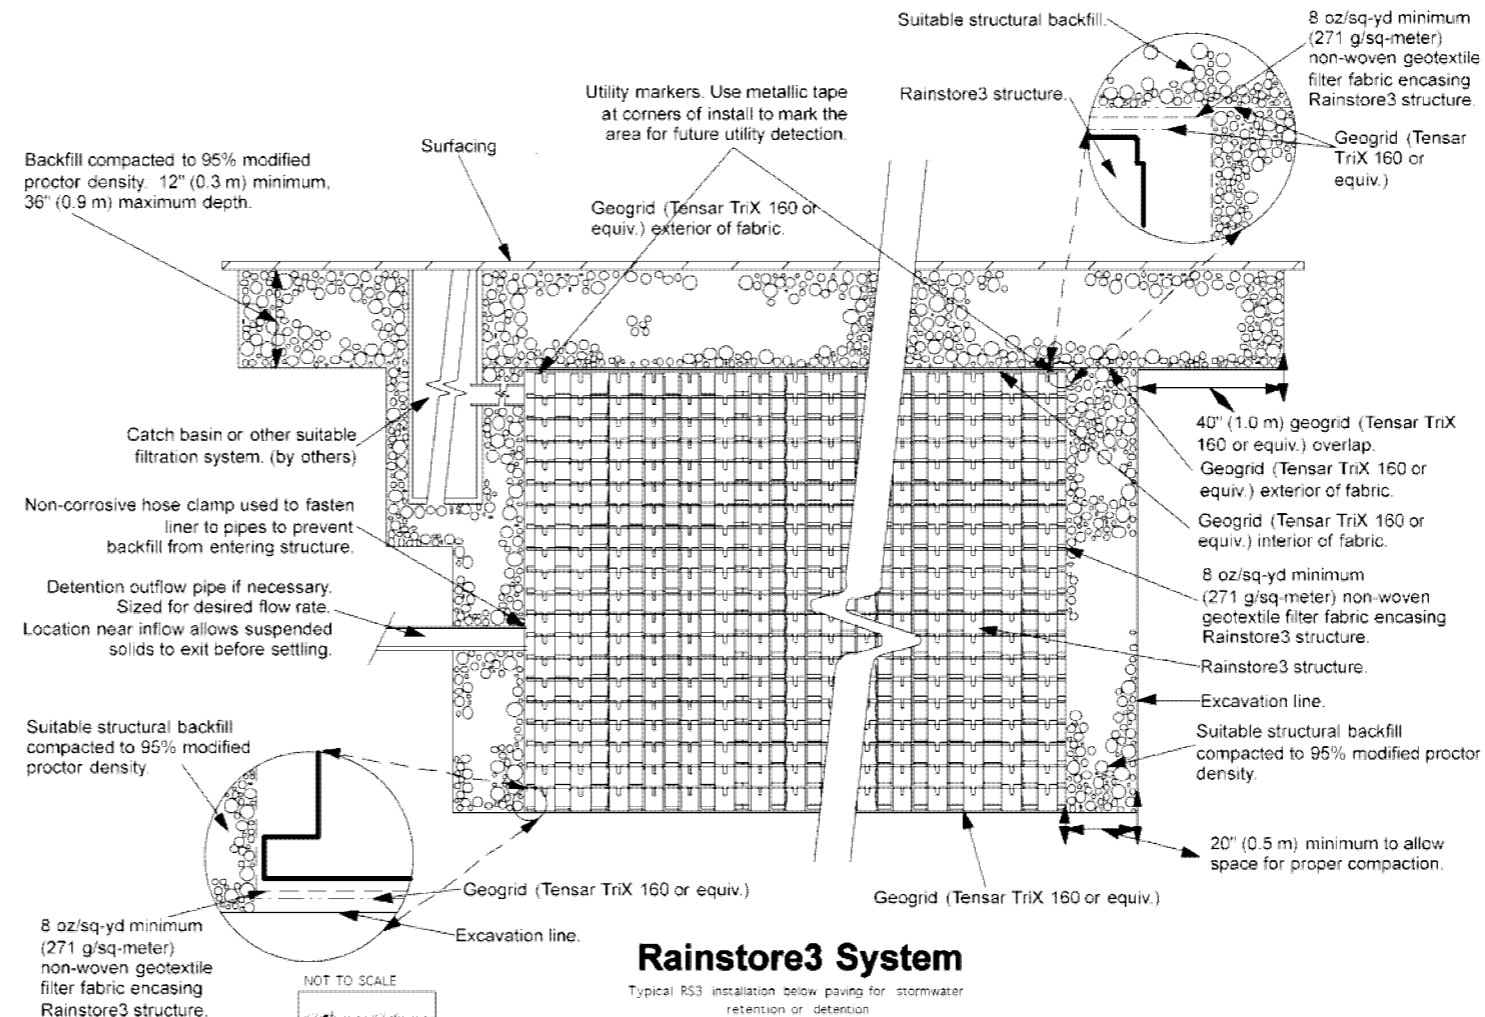 Suitable structural backfill.
8 oz/sq-yd minimum
(271 g/sq-meter)
non-woven geotextile
filter fabric encasing
Rainstore3 structure.
Rainstore3 structure.
Geogrid (Tensar
TriX 160 or
equiv.)
Utility markers. Use metallic tape
at corners of install to mark the
area for future utility detection.
Surfacing
Backfill compacted to 95% modified
proctor density. 12" (0.3 m) minimum,
36" (0.9 m) maximum depth.
Geogrid (Tensar TriX 160 or
equiv.) exterior of fabric.
Catch basin or other suitable
filtration system. (by others)
Non-corrosive hose clamp used to fasten
liner to pipes to prevent
backfill from entering structure.
Detention outflow pipe if necessary.
Sized for desired flow rate.
Location near inflow allows suspended
solids to exit before settling.
40" (1.0 m) geogrid (Tensar TriX
160 or equiv.) overlap.
Geogrid (Tensar TriX 160 or
equiv.) exterior of fabric.
Geogrid (Tensar TriX 160 or
equiv.) interior of fabric.
8 oz/sq-yd minimum
(271 g/sq-meter) non-woven
geotextile filter fabric encasing
Rainstore3 structure.
Rainstore3 structure.
Excavation line.
Suitable structural backfill
compacted to 95% modified proctor
density.
20" (0.5 m) minimum to allow
space for proper compaction.
Suitable structural backfill
compacted to 95% modified
proctor density.
Geogrid (Tensar TriX 160 or equiv.)
Geogrid (Tensar TriX 160 or equiv.)
Excavation line.
8 oz/sq-yd minimum
(271 g/sq-meter)
non-woven geotextile
filter fabric encasing
Rainstore3 structure.
NOT TO SCALE
Rainstore3 System
Typical RS3 installation below paving for stormwater
retention or detention